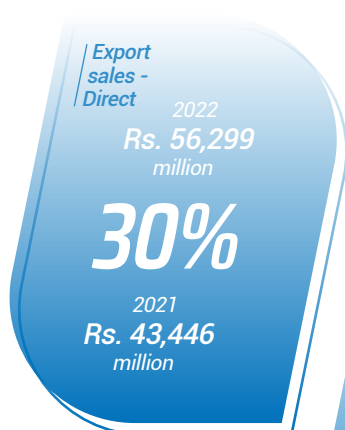 Export
sales -
Direct
2022
Rs. 56,299
million
30%
2021
Rs. 43,446
million